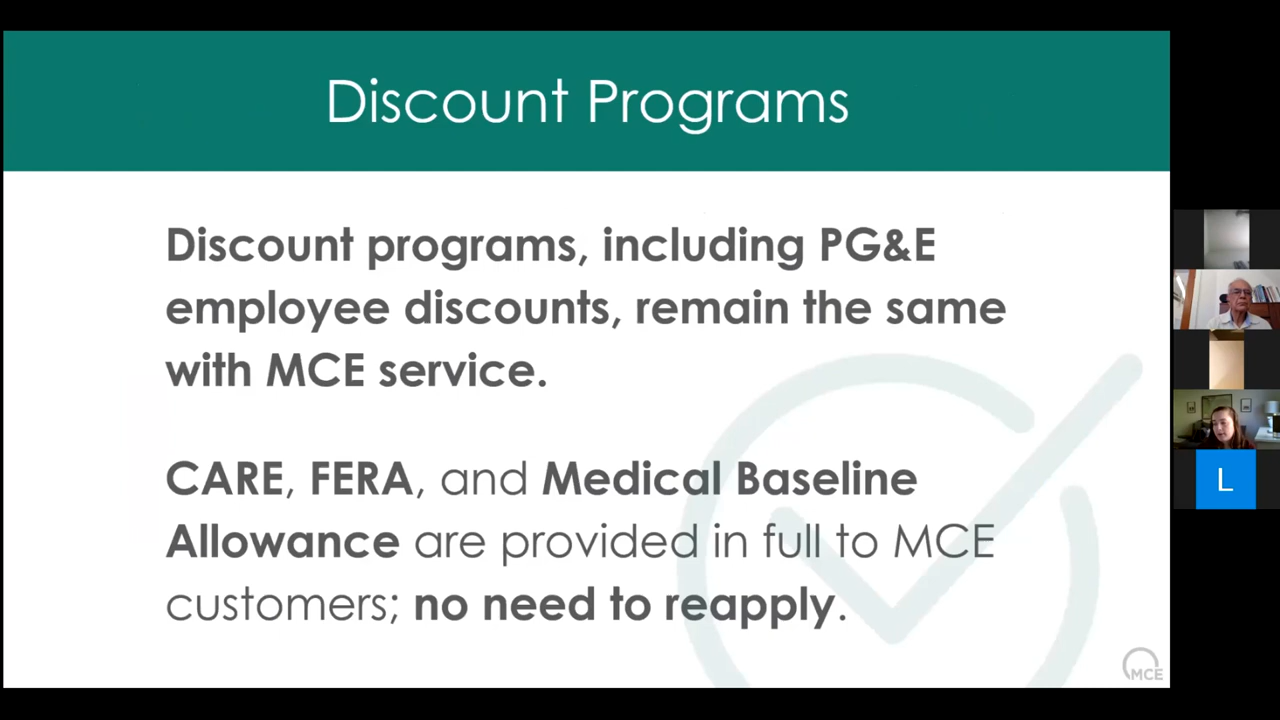 Discount Programs
Discount programs, including PG&E
employee discounts, remain the same
with MCE service.
CARE, FERA, and Medical Baseline
Allowance are provided in full to MCE
customers; no need to reapply.
MCE
L